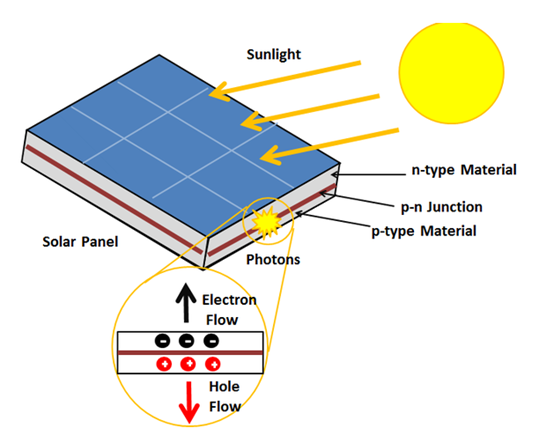 Sunlight
n-type Material
p-n Junction
p-type Material
Solar Panel
Photons
Electron
Flow
- - -
+ + +
Hole
Flow